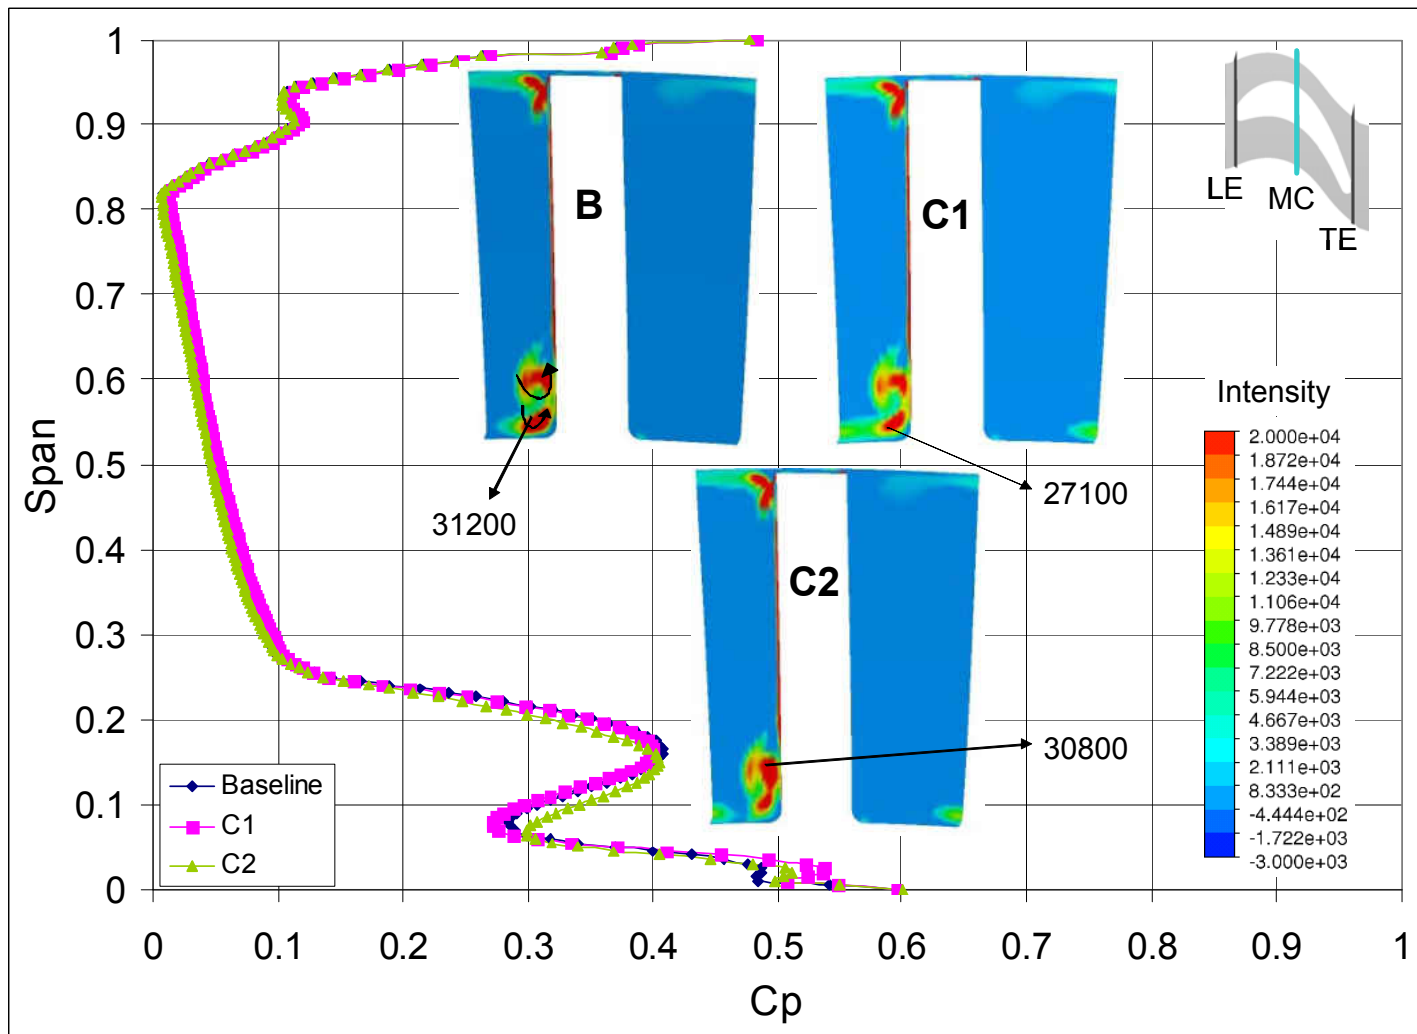 1
0.9
0.8
0.7
0.6
0.5
0.4
0.3
0.2
0.1
0
Span
0
0.1
0.2
0.3
0.4
0.5
0.6
0.7
0.8
0.9
1
Cp
Baseline
C1
C2
B
31200
C1
27100
C2
30800
LE
MC
TE
Intensity
2.000e+04
1.872e+04
1.744e+04
1.617e+04
1.489e+04
1.361e+04
1.233e+04
1.106e+04
9.778e+03
8.500e+03
7.222e+03
5.944e+03
4.667e+03
3.389e+03
2.111e+03
8.333e+02
-4.444e+02
-1.722e+03
-3.000e+03